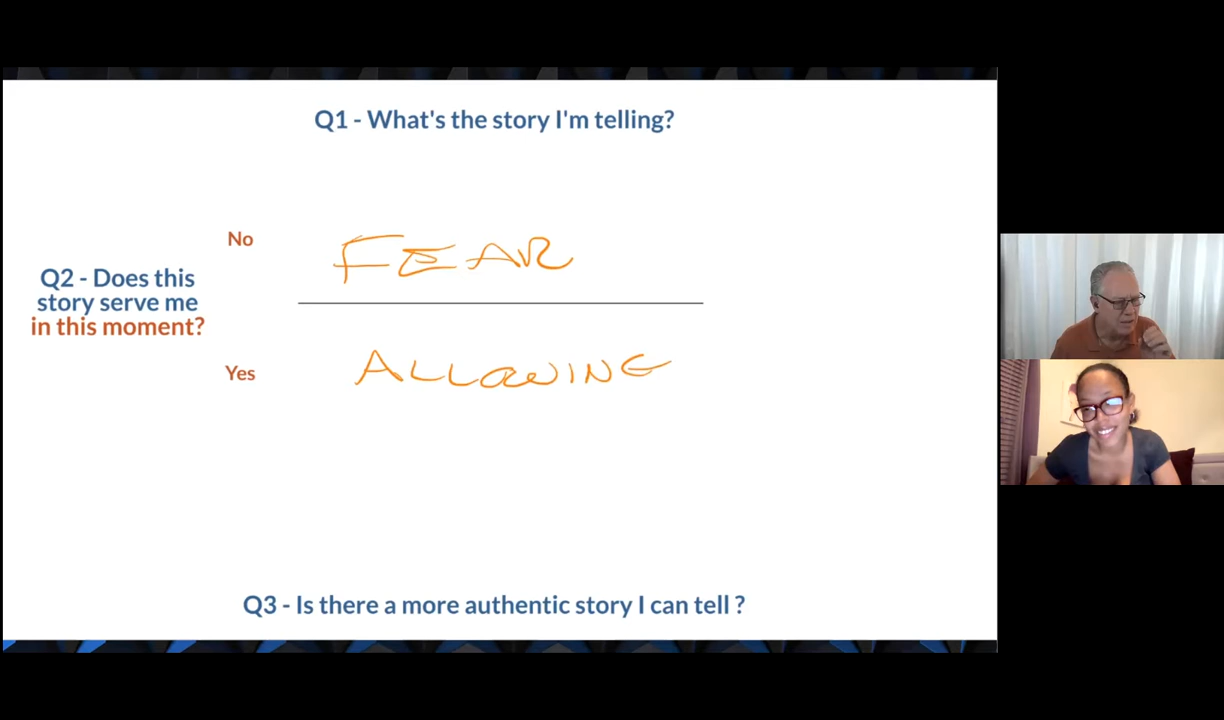 Q1 - What's the story I'm telling?
No
FEAR
Q2 - Does this
story serve me
in this moment?
Yes
ALLOWING
Q3 - Is there a more authentic story I can tell ?